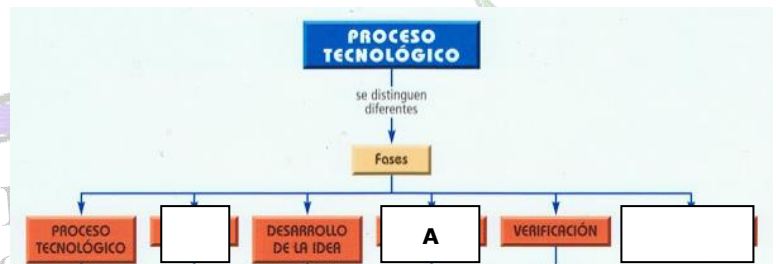 PROCESO
TECNOLÓGICO
se distinguen
diferentes
Fases
PROCESO
TECNOLÓGICO
DESARROLLO
DE LA IDEA
A
VERIFICACIÓN